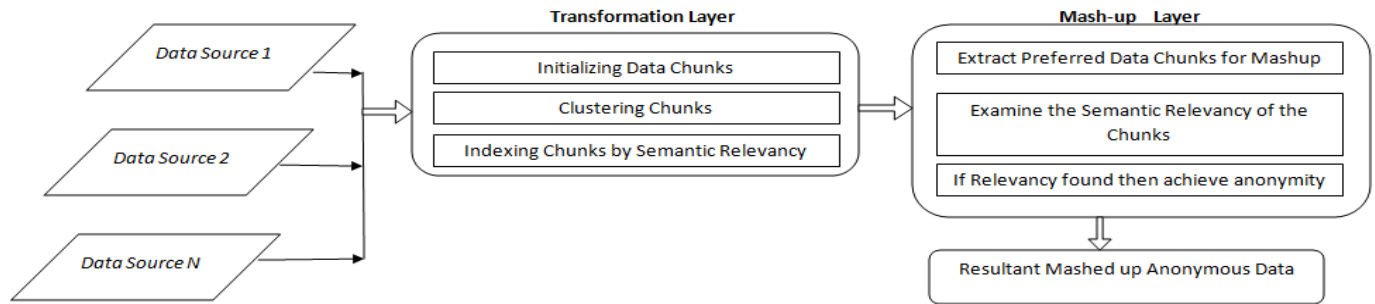 Transformation Layer
Mash-up Layer
Data Source 1
Data Source 2
Data Source N
Initializing Data Chunks
Clustering Chunks
Indexing Chunks by Semantic Relevancy
Extract Preferred Data Chunks for Mashup
Examine the Semantic Relevancy of the
Chunks
If Relevancy found then achieve anonymity
Resultant Mashed up Anonymous Data